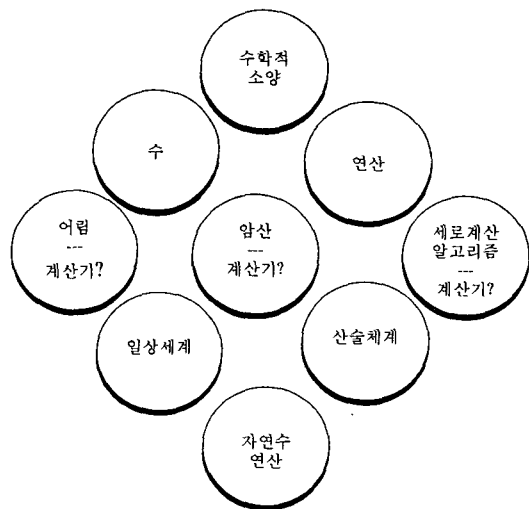 수학적
소양
수
연산
어림
---
계산기?
암산
---
계산기?
세로계산
알고리즘
---
계산기?
일상세계
산술체계
자연수
연산